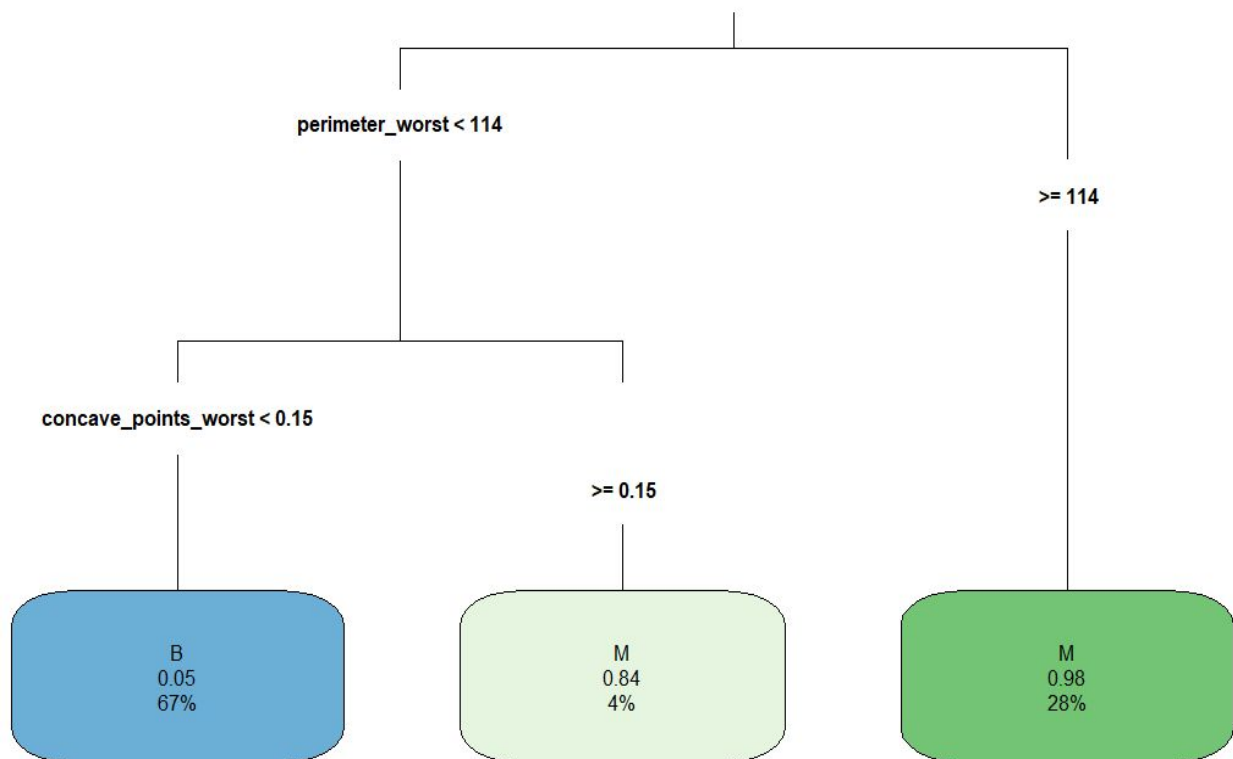 perimeter_worst < 114
>= 114
concave_points_worst < 0.15
>= 0.15
B
0.05
67%
M
0.84
4%
M
0.98
28%